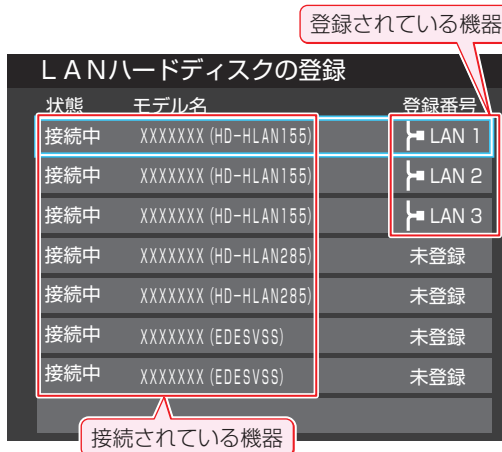 登録されている機器
LANハードディスクの登録
状態 モデル名 登録番号
接続中 XXXXXXX (HD-HLAN155) LAN 1
接続中 XXXXXXX (HD-HLAN155) LAN 2
接続中 XXXXXXX (HD-HLAN155) LAN 3
接続中 XXXXXXX (HD-HLAN285) 未登録
接続中 XXXXXXX (HD-HLAN285) 未登録
接続中 XXXXXXX (EDESVSS) 未登録
接続中 XXXXXXX (EDESVSS) 未登録
接続されている機器